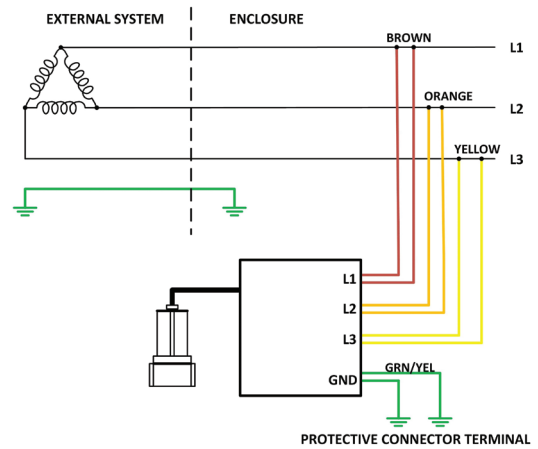 EXTERNAL SYSTEM
ENCLOSURE
BROWN
L1
ORANGE
L2
YELLOW
L3
L1
L2
L3
GRN/YEL
GND
PROTECTIVE CONNECTOR TERMINAL